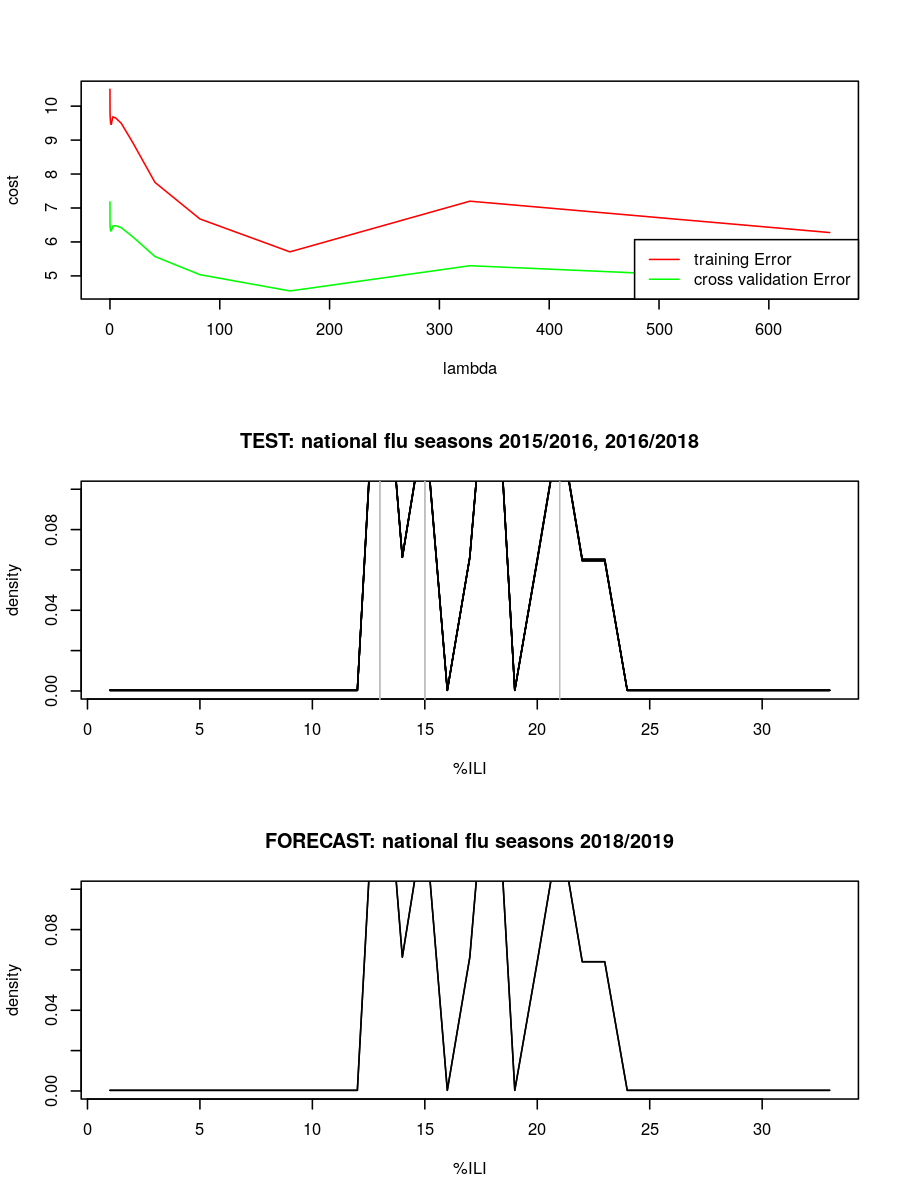 10
9
8
7
6
5
cost
training Error
cross validation Error
0 100 200 300 400 500 600
lambda
TEST: national flu seasons 2015/2016, 2016/2018
0.08
0.04
0.00
density
0 5 10 15 20 25 30
%ILI
FORECAST: national flu seasons 2018/2019
0.08
0.04
0.00
density
0 5 10 15 20 25 30
%ILI